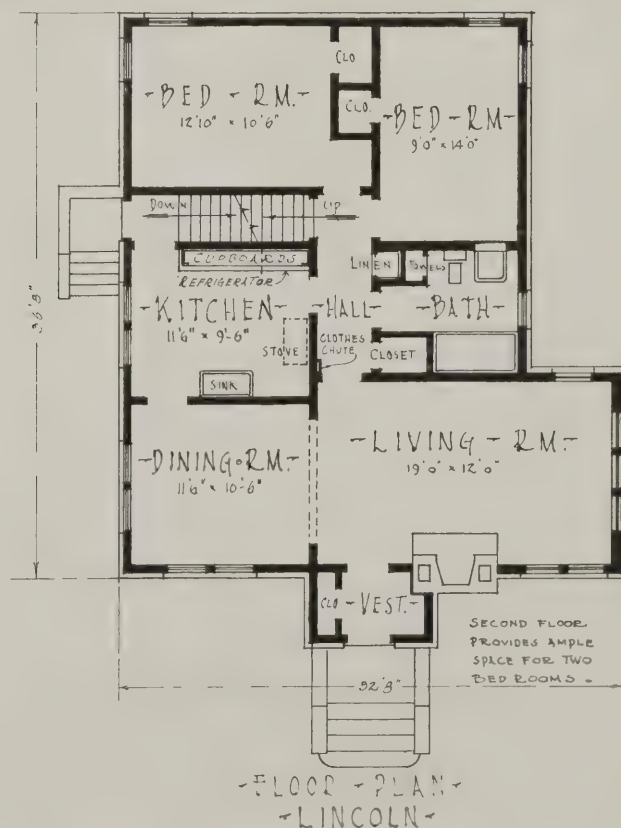 CLO
CLO.
-BED-RM.-
12'10" × 10'6"
-BED-RM-
9'0" × 14'0"
DOWN
UP
CUPBOARDS
REFRIGERATOR
LINEN
-KITCHEN-
11'6" × 9'-6"
-HALL-
-BATH-
36'8"
STOVE
CLOTHES
CHUTE
CLOSET
SINK
-LIVING-RM.-
19'0" × 12'0"
-DINING•RM.-
11'6" × 10'-6"
CLO
-VEST.-
SECOND FLOOR
PROVIDES AMPLE
SPACE FOR TWO
BED ROOMS.
32'8"
-FLOOR-PLAN-
-LINCOLN-